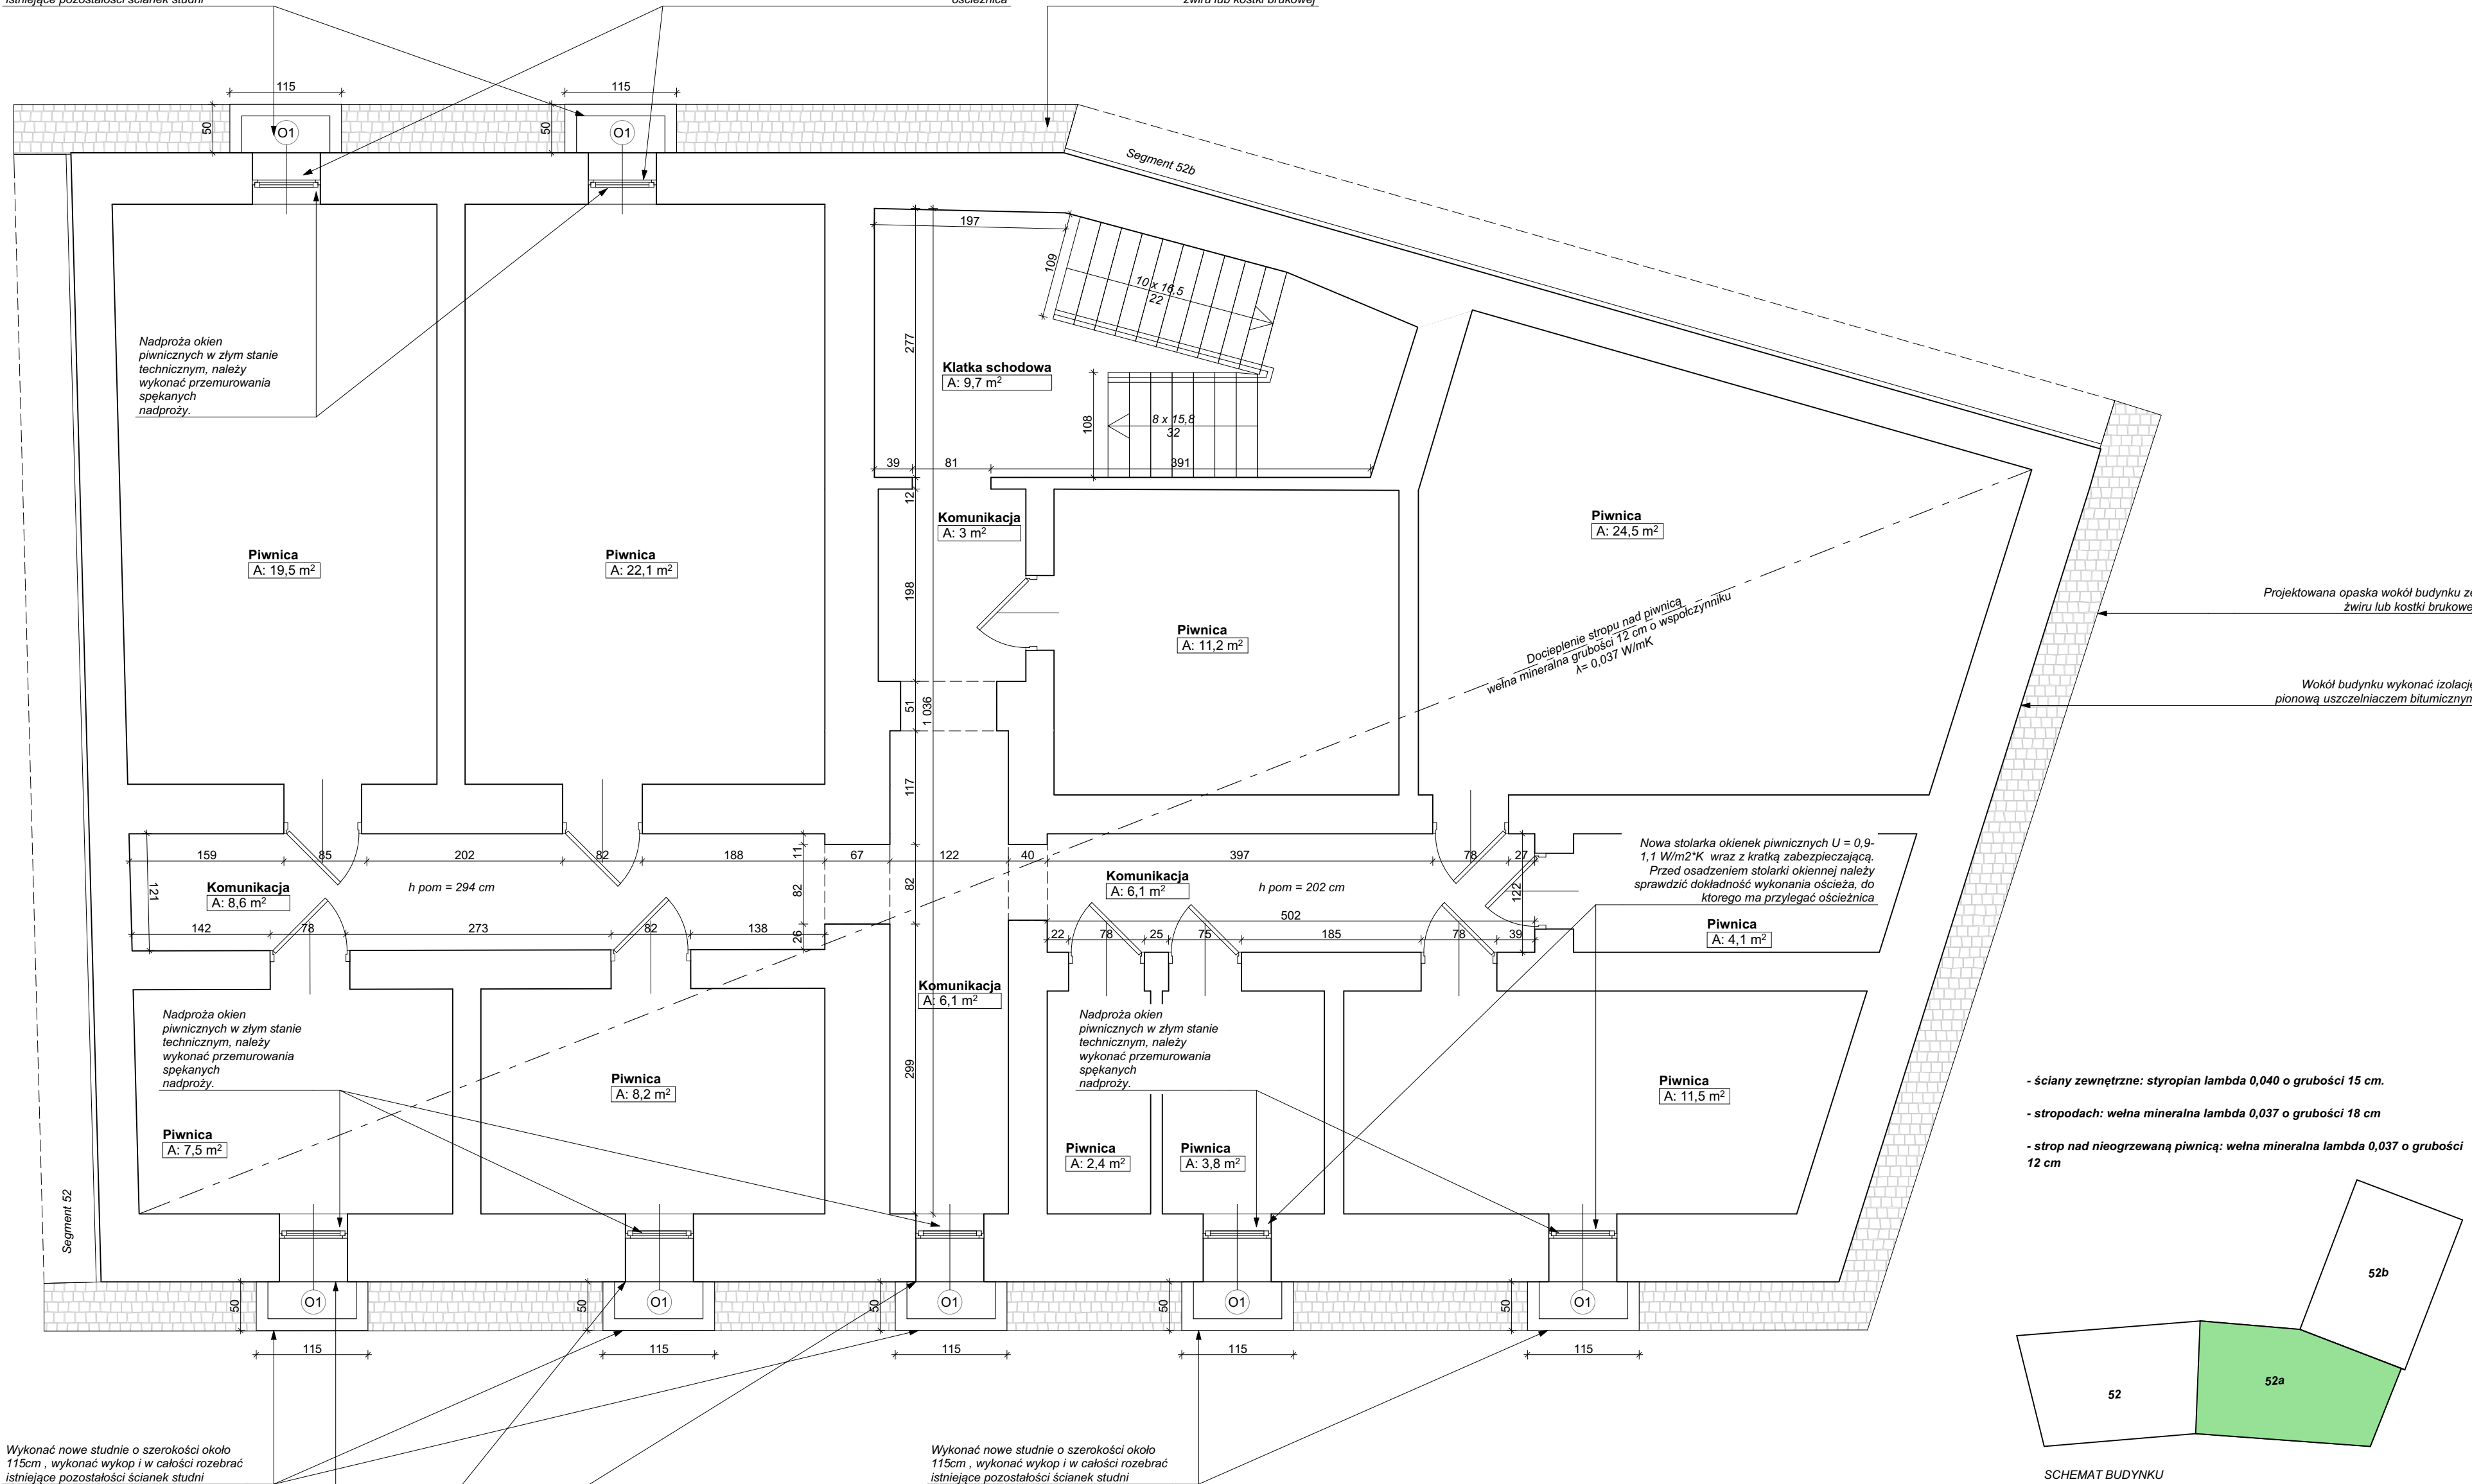 istniejące pozostałości ścianek studni
ościeżnica
żwiru lub kostki brukowej
115
115
50
O1
50
O1
Segment 52b
197
109
10 x 16,5
22
Nadproża okien
piwnicznych w złym stanie
technicznym, należy
wykonać przemurowania
spękanych
nadproży.
277
Klatka schodowa
A: 9,7 m²
108
8 x 15,8
32
39
81
391
12
Komunikacja
A: 3 m²
Piwnica
A: 24,5 m²
Piwnica
A: 19,5 m²
Piwnica
A: 22,1 m²
198
Projektowana opaska wokół budynku ze
żwiru lub kostki brukowe
Piwnica
A: 11,2 m²
Docieplenie stropu nad piwnicą
wełna mineralna grubości 12 cm o wspołczynniku
λ= 0,037 W/mK
51
1 036
Wokół budynku wykonać izolację
pionową uszczelniaczem bitumicznym
117
159
85
202
82
188
11
67
122
40
397
78
27
Nowa stolarka okienek piwnicznych U = 0,9-
1,1 W/m2*K wraz z kratką zabezpieczającą.
Przed osadzeniem stolarki okiennej należy
sprawdzić dokładność wykonania ościeża, do
ktorego ma przylegać ościeżnica
121
Komunikacja
A: 8,6 m²
h pom = 294 cm
82
82
Komunikacja
A: 6,1 m²
h pom = 202 cm
122
502
142
78
273
82
138
26
22
78
25
75
185
78
39
Piwnica
A: 4,1 m²
Komunikacja
A: 6,1 m²
Nadproża okien
piwnicznych w złym stanie
technicznym, należy
wykonać przemurowania
spękanych
nadproży.
Nadproża okien
piwnicznych w złym stanie
technicznym, należy
wykonać przemurowania
spękanych
nadproży.
299
Piwnica
A: 8,2 m²
Piwnica
A: 11,5 m²
- ściany zewnętrzne: styropian lambda 0,040 o grubości 15 cm.
- stropodach: wełna mineralna lambda 0,037 o grubości 18 cm
- strop nad nieogrzewaną piwnicą: wełna mineralna lambda 0,037 o grubości
12 cm
Piwnica
A: 7,5 m²
Piwnica
A: 2,4 m²
Piwnica
A: 3,8 m²
Segment 52
50
O1
50
O1
50
O1
50
O1
50
O1
115
115
115
115
115
52b
52a
52
Wykonać nowe studnie o szerokości około
115cm , wykonać wykop i w całości rozebrać
istniejące pozostałości ścianek studni
Wykonać nowe studnie o szerokości około
115cm , wykonać wykop i w całości rozebrać
istniejące pozostałości ścianek studni
SCHEMAT BUDYNKU